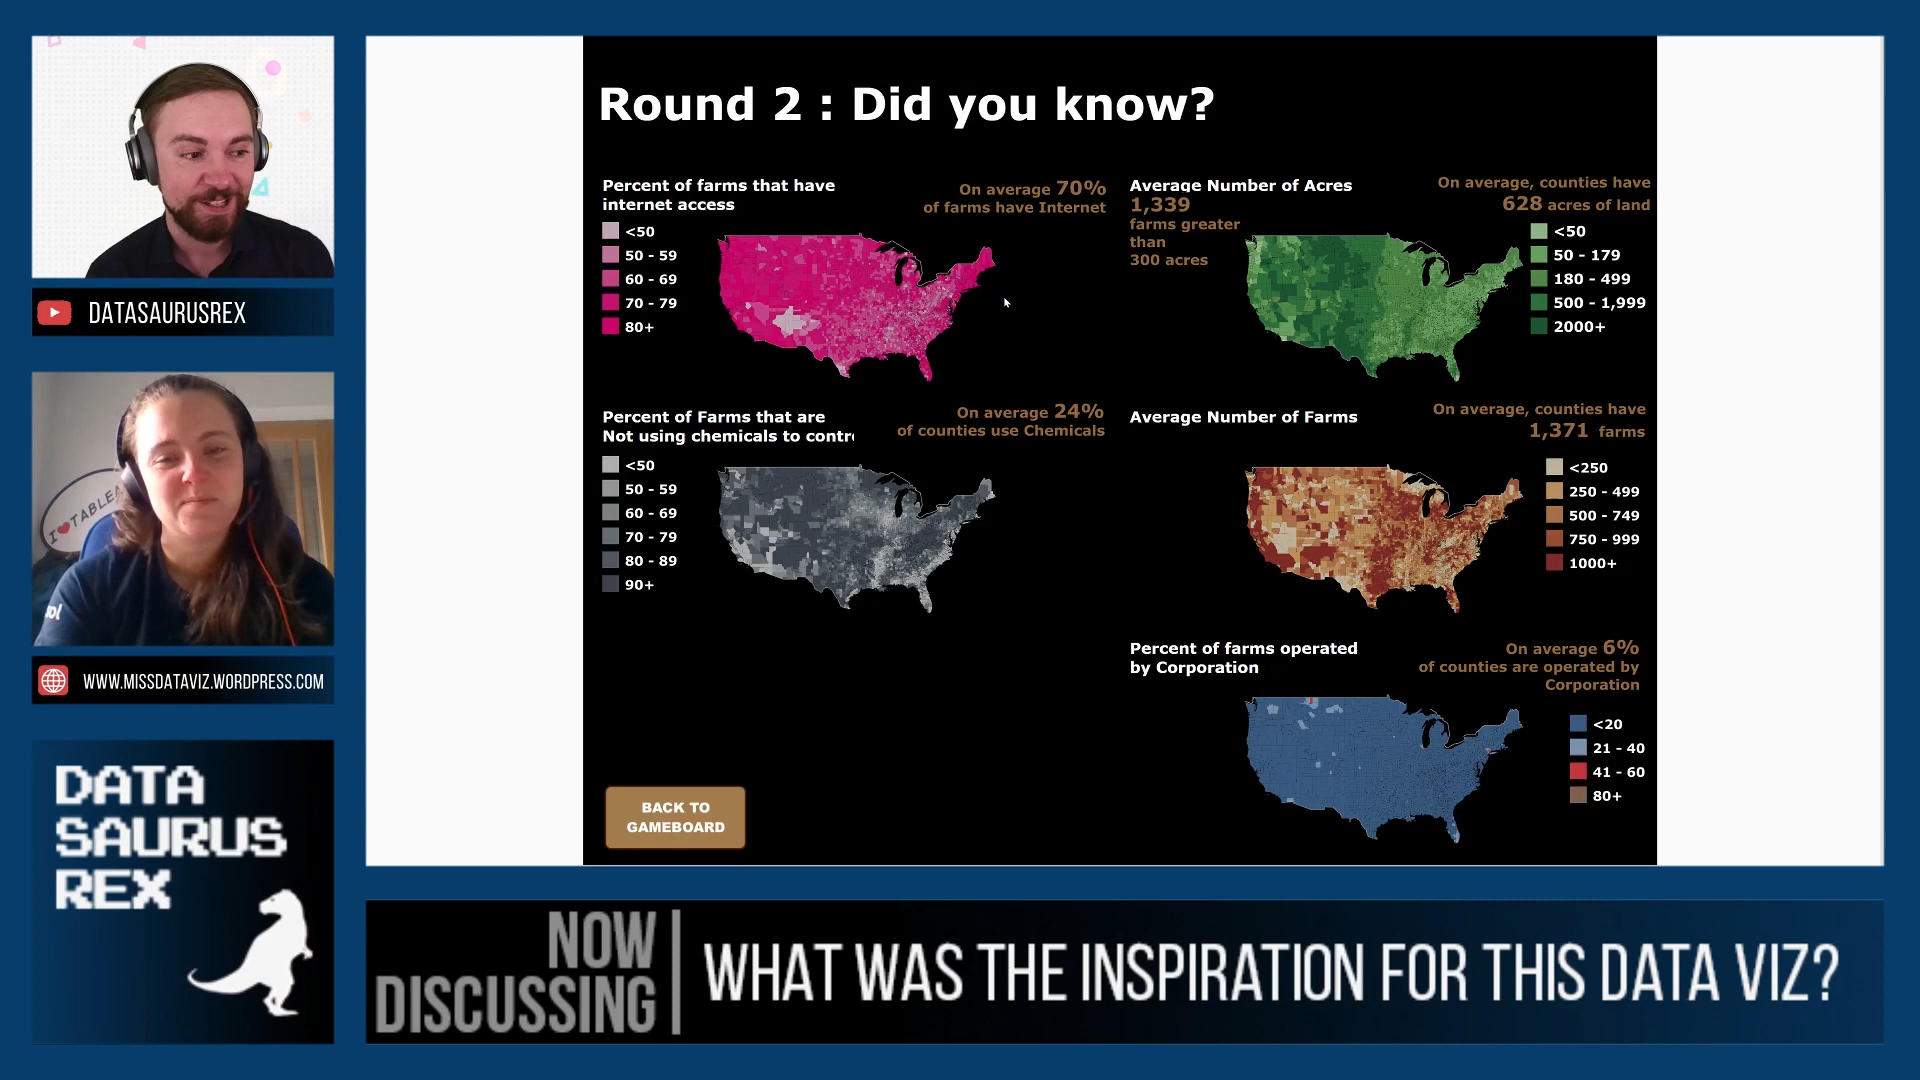 Round 2 : Did you know?
Percent of farms that have
internet access
On average 70%
of farms have Internet
<50
50 - 59
60 - 69
70 - 79
80+
Average Number of Acres
1,339
farms greater
than
300 acres
On average, counties have
628 acres of land
<50
50 - 179
180 - 499
500 - 1,999
2000+
Percent of Farms that are
Not using chemicals to contr
On average 24%
of counties use Chemicals
<50
50 - 59
60 - 69
70 - 79
80 - 89
90+
Average Number of Farms
On average, counties have
1,371 farms
<250
250 - 499
500 - 749
750 - 999
1000+
Percent of farms operated
by Corporation
On average 6%
of counties are operated by
Corporation
<20
21 - 40
41 - 60
80+
BACK TO
GAMEBOARD
DATASAURUSREX
I ♥ TABLEA
WWW.MISSDATAVIZ.WORDPRESS.COM
DATA
SAURUS
REX
NOW
DISCUSSING
WHAT WAS THE INSPIRATION FOR THIS DATA VIZ?